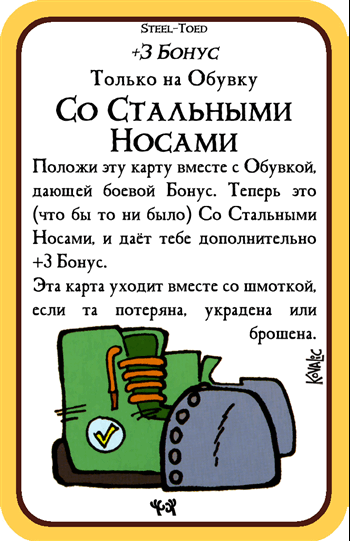 Steel-Toed
+3 Бонус
Только на Обувку
Со Стальными
Носами
Положи эту карту вместе с Обувкой,
дающей боевой Бонус. Теперь это
(что бы то ни было) Со Стальными
Носами, и даёт тебе дополнительно
+3 Бонус.
Эта карта уходит вместе со шмоткой,
если та потеряна, украдена или
брошена.
Kovalic